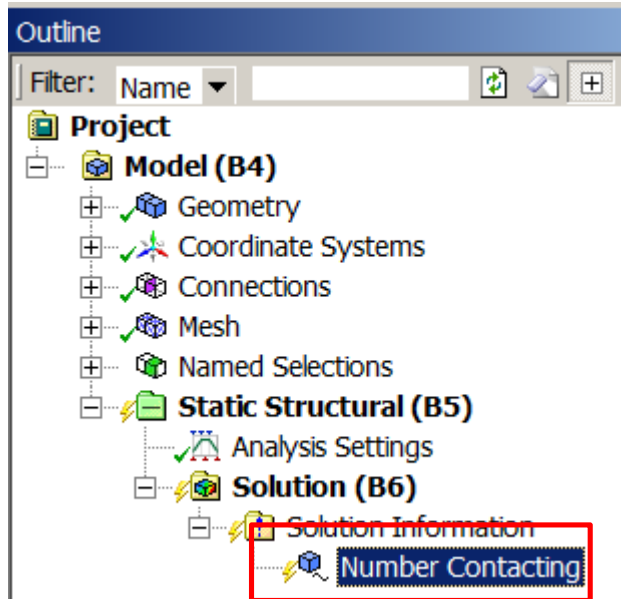 Outline
Filter: Name
Project
Model (B4)
Geometry
Coordinate Systems
Connections
Mesh
Named Selections
Static Structural (B5)
Analysis Settings
Solution (B6)
Solution Information
Number Contacting